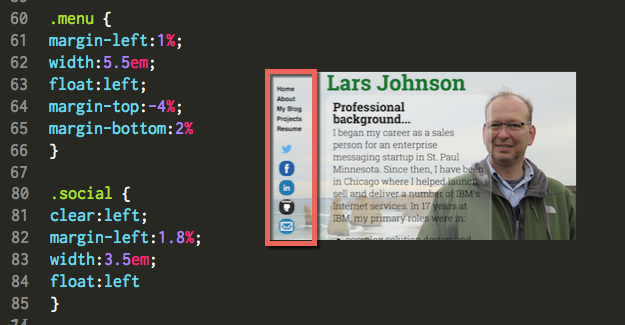 60 .menu {
61 margin-left:1%;
62 width:5.5em;
63 float:left;
64 margin-top:-4%;
65 margin-bottom:2%
66 }
67
80 .social {
81 clear:left;
82 margin-left:1.8%;
83 width:3.5em;
84 float:left
85 }
Home
About
My Blog
Projects
Resume
in
Lars Johnson
Professional
background...
I began my career as a sales
person for an enterprise
messaging startup in St. Paul
Minnesota. Since then, I have been
in Chicago where I helped launch,
sell and deliver a number of IBM's
Internet services. In 17 years at
IBM, my primary roles were in: